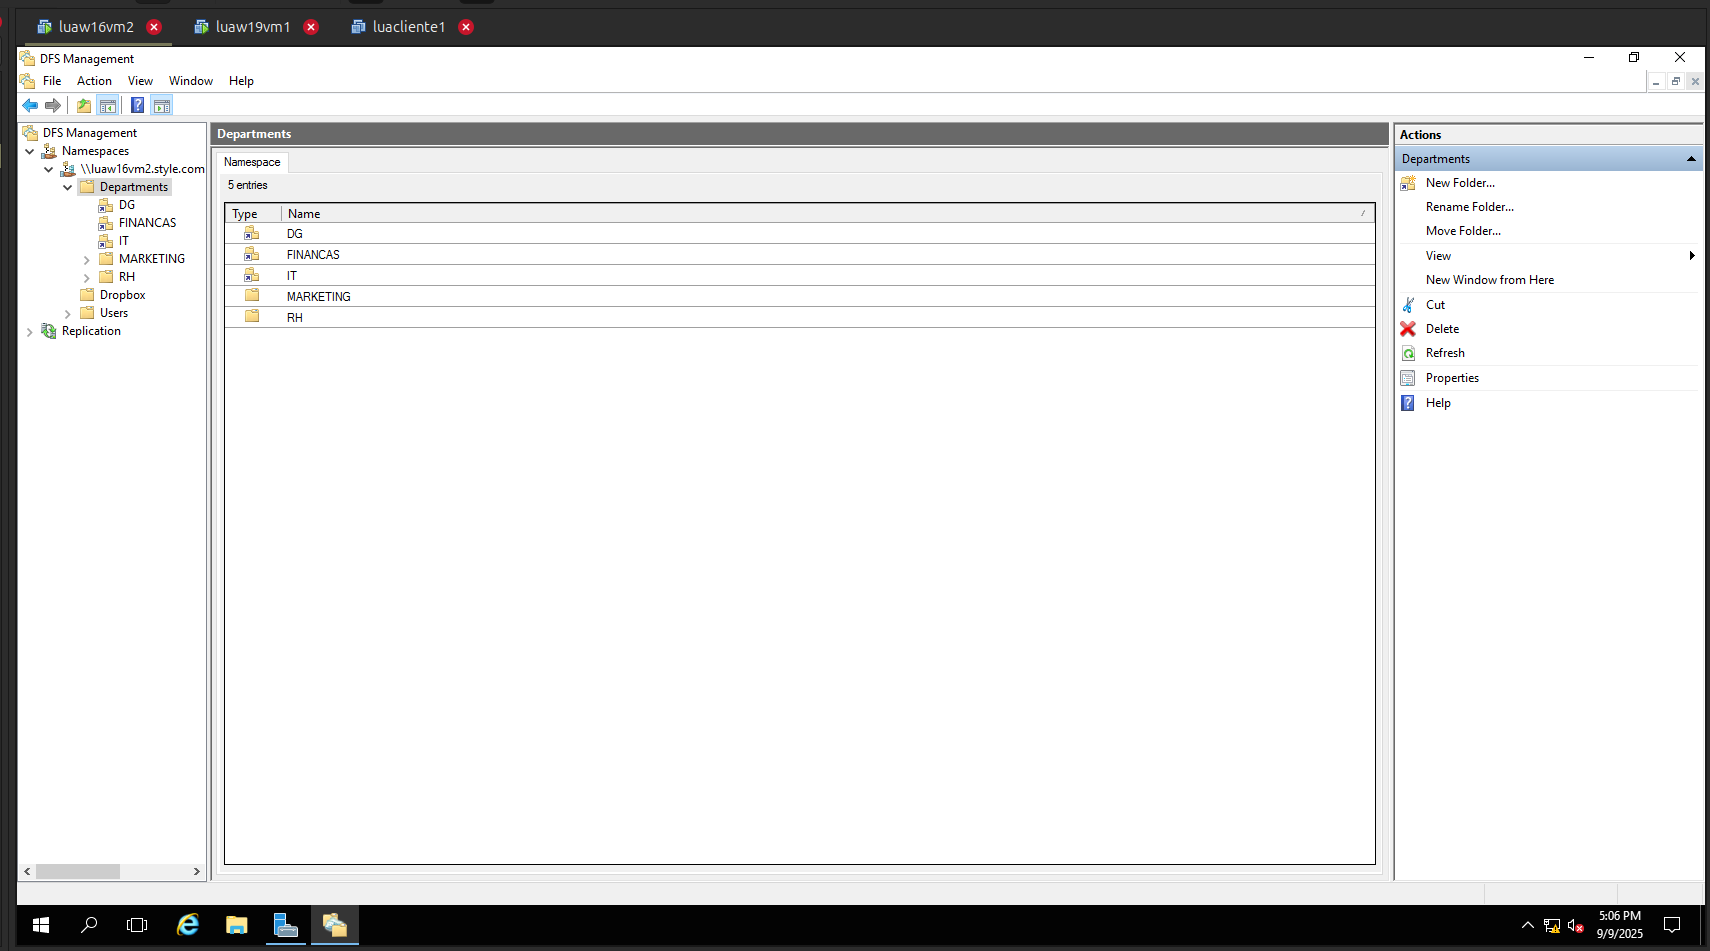 luaw16vm2
luaw19vm1
luacliente1
DFS Management
File Action View Window Help
DFS Management
Namespaces
\\luaw16vm2.style.com
Departments
DG
FINANCAS
IT
MARKETING
RH
Dropbox
Users
Replication
Departments
Namespace
5 entries
Type Name
DG
FINANCAS
IT
MARKETING
RH
Actions
Departments
New Folder...
Rename Folder...
Move Folder...
View
New Window from Here
Cut
Delete
Refresh
Properties
Help
5:06 PM
9/9/2025